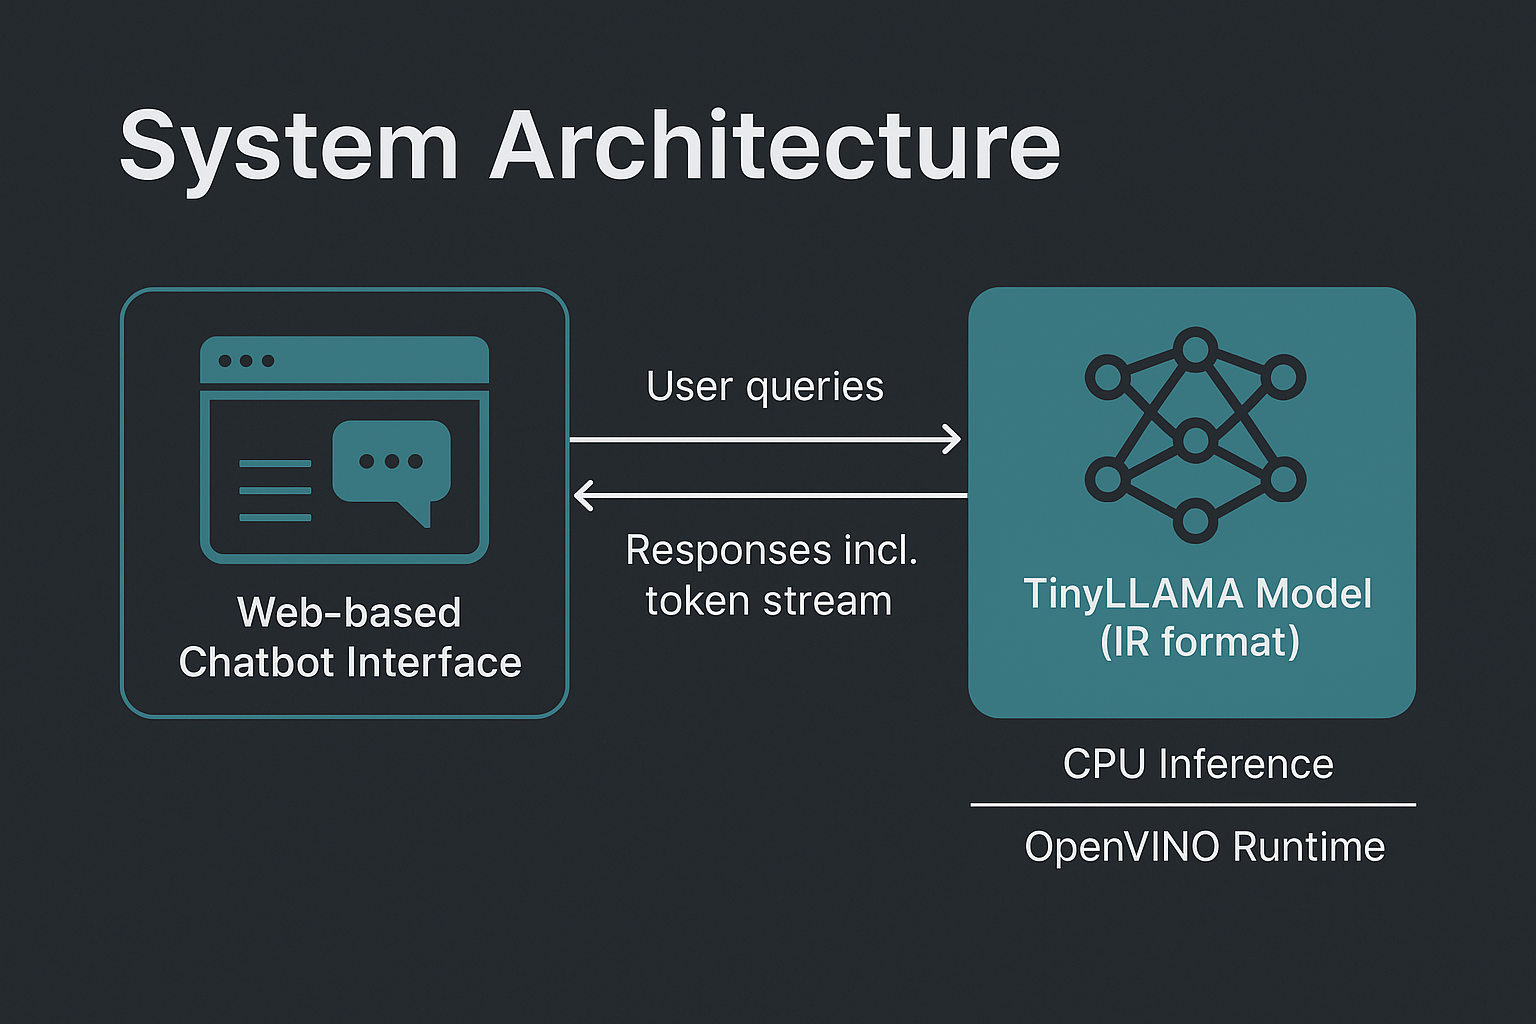 System Architecture
User queries
Responses incl.
token stream
Web-based
Chatbot Interface
TinyLLAMA Model
(IR format)
CPU Inference
OpenVINO Runtime